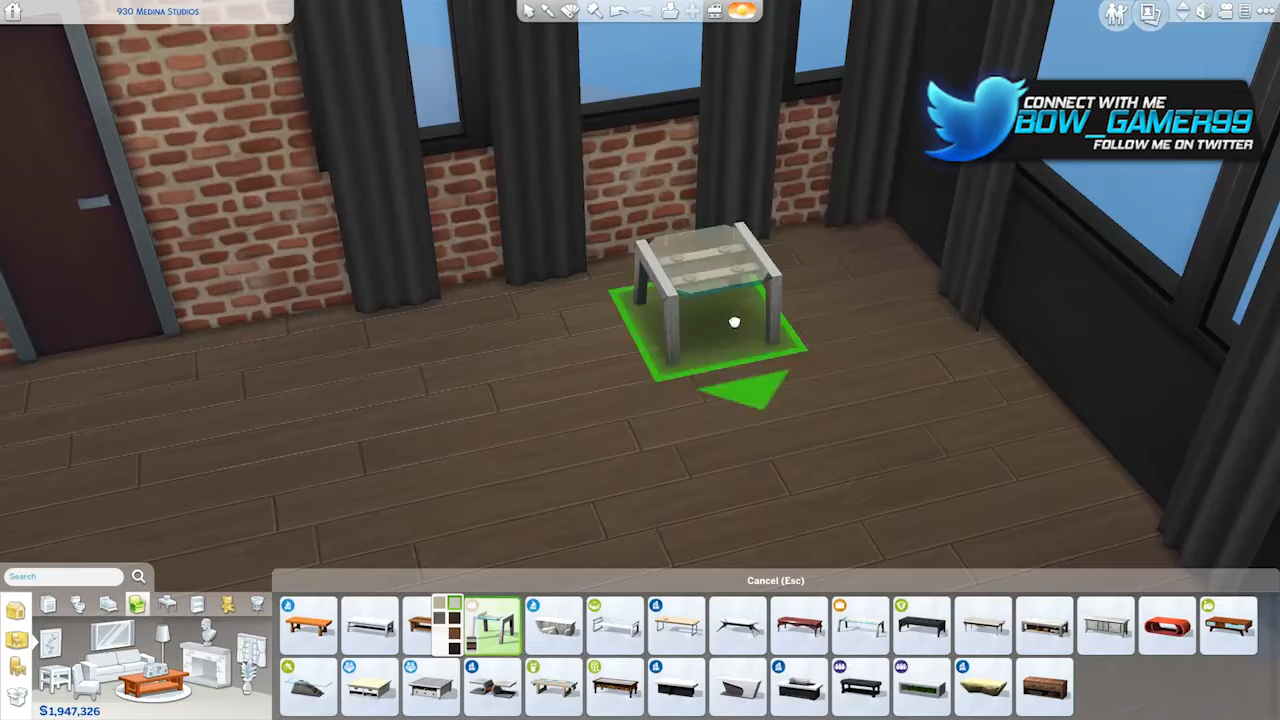 930 Medina Studios
CONNECT WITH ME
BOW_GAMER99
FOLLOW ME ON TWITTER
Cancel (Esc)
Search
§1,947,326